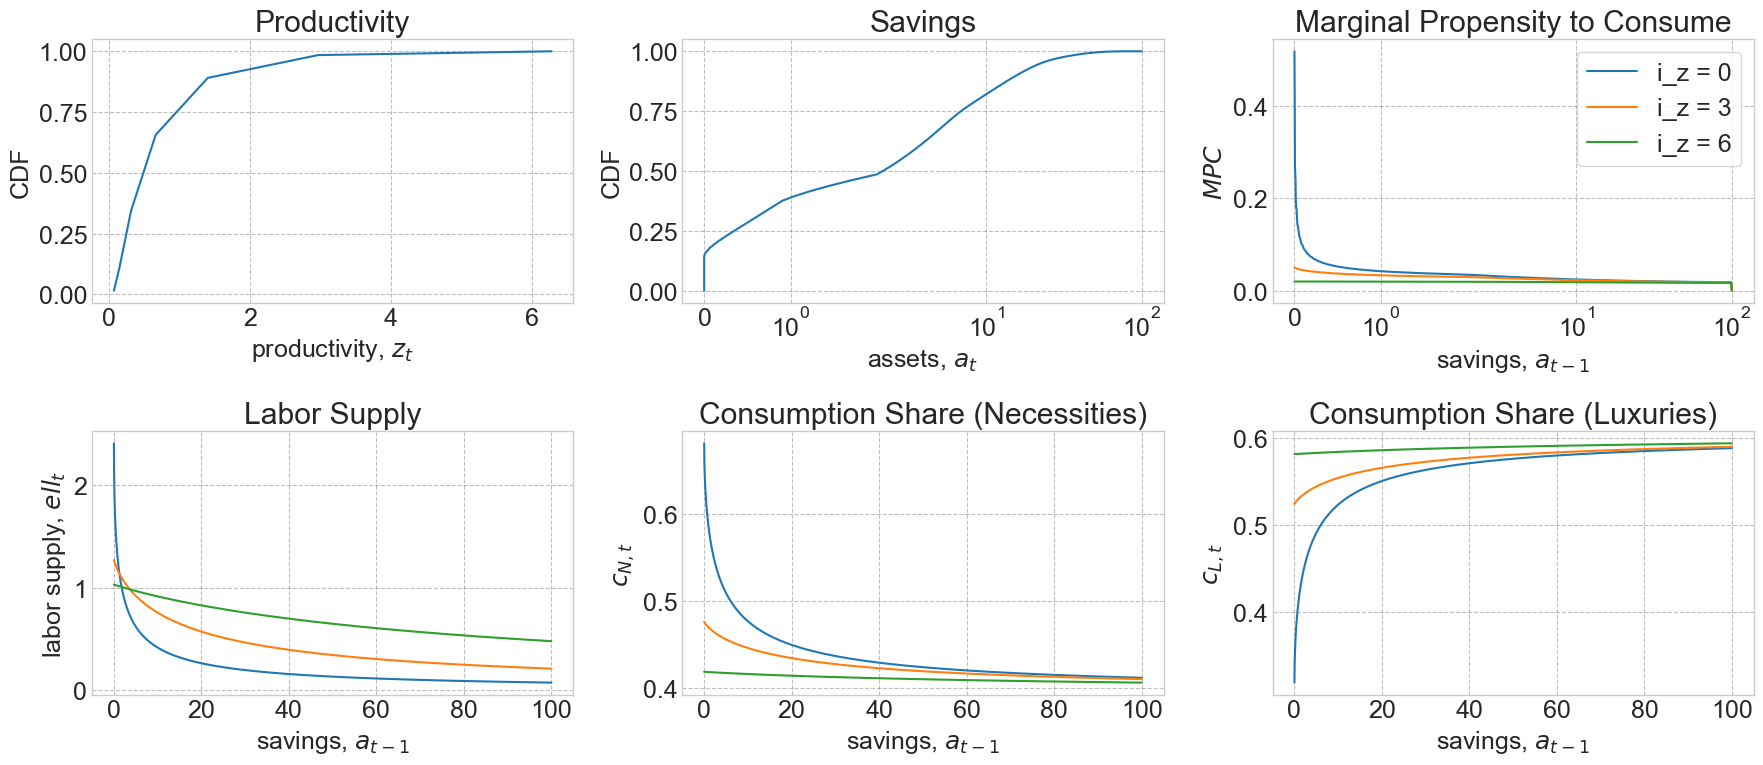 Productivity
Savings
Marginal Propensity to Consume
CDF
1.00
0.75
0.50
0.25
0.00
0 2 4 6
productivity, z_t
CDF
1.00
0.75
0.50
0.25
0.00
0 10^0 10^1 10^2
assets, a_t
MPC
0.4
0.2
0.0
i_z = 0
i_z = 3
i_z = 6
0 10^0 10^1 10^2
savings, a_{t-1}
Labor Supply
Consumption Share (Necessities)
Consumption Share (Luxuries)
labor supply, ell_t
2
1
0
0 20 40 60 80 100
savings, a_{t-1}
c_{N,t}
0.6
0.5
0.4
0 20 40 60 80 100
savings, a_{t-1}
c_{L,t}
0.6
0.5
0.4
0 20 40 60 80 100
savings, a_{t-1}